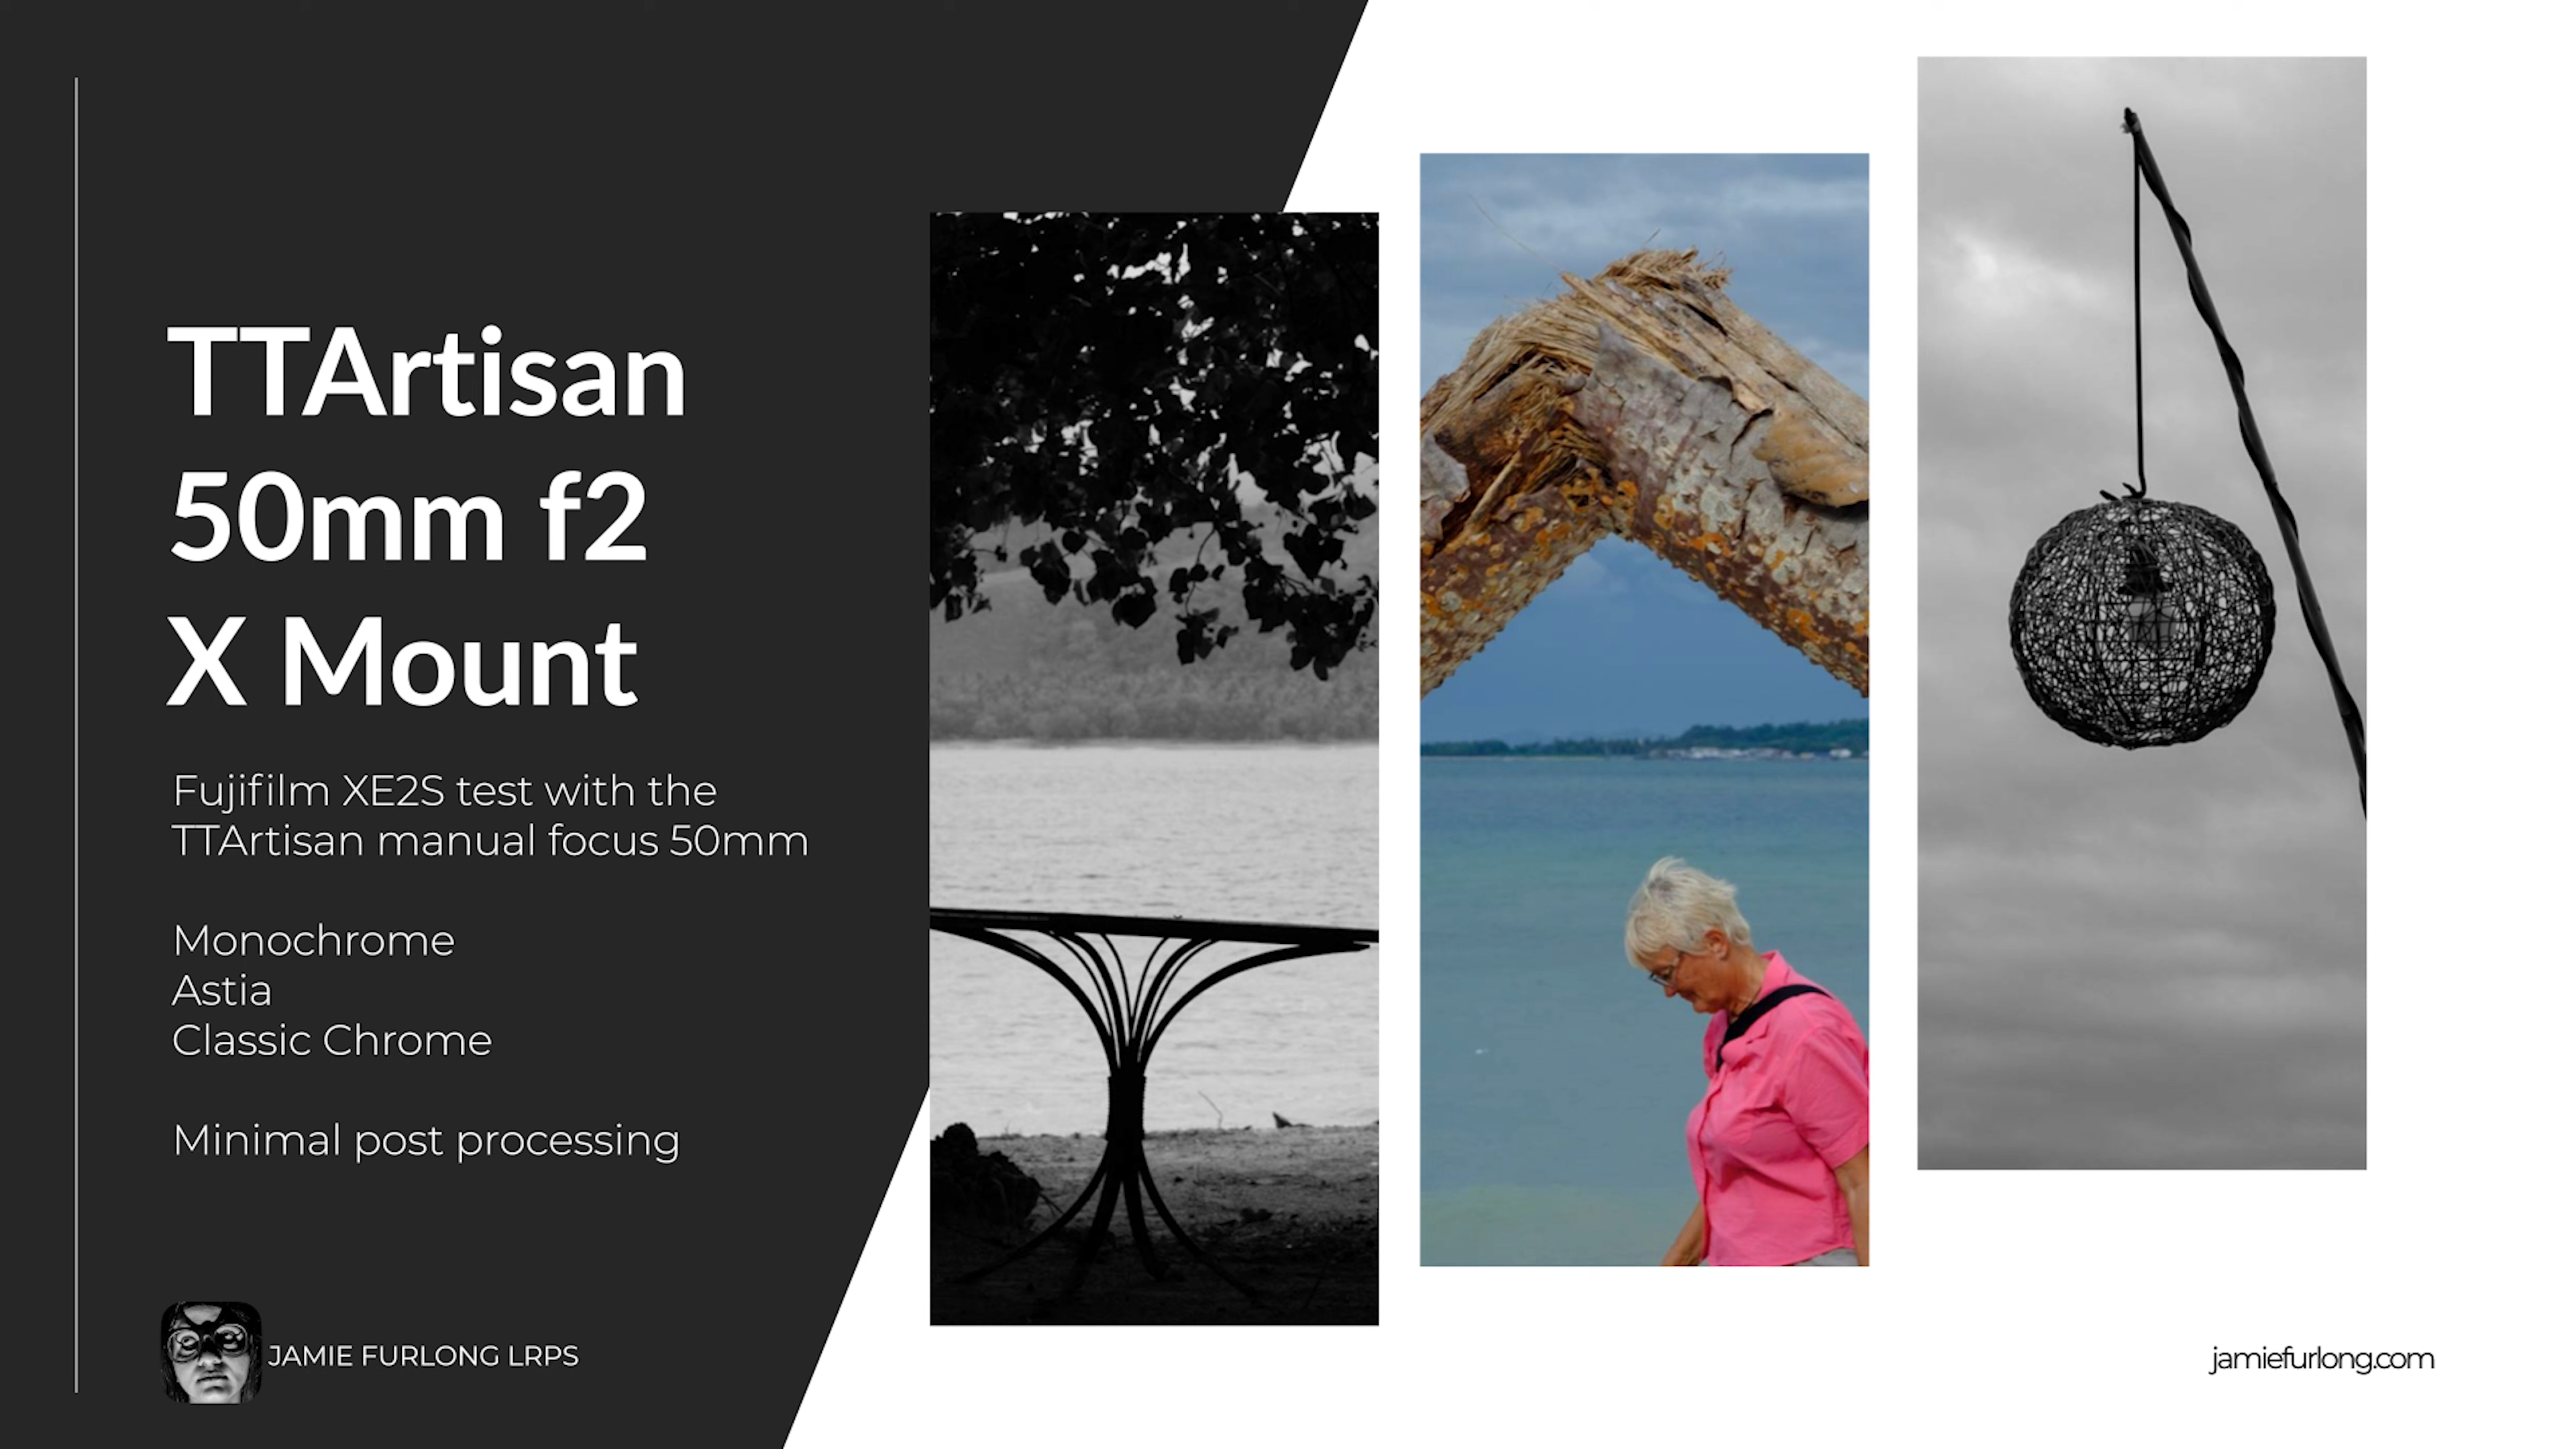 TTArtisan
50mm f2
X Mount
Fujifilm XE2S test with the
TTArtisan manual focus 50mm
Monochrome
Astia
Classic Chrome
Minimal post processing
JAMIE FURLONG LRPS
jamiefurlong.com